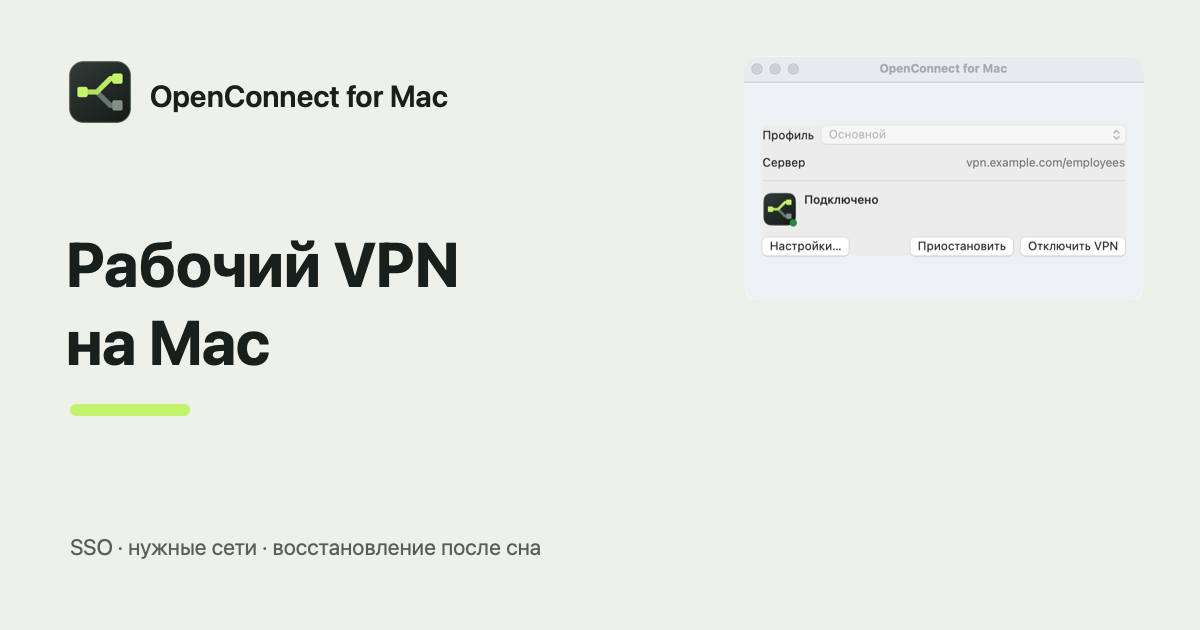 OpenConnect for Mac
Рабочий VPN
на Mac
SSO · нужные сети · восстановление после сна
OpenConnect for Mac
Профиль Основной
Сервер vpn.example.com/employees
Подключено
Настройки... Приостановить Отключить VPN